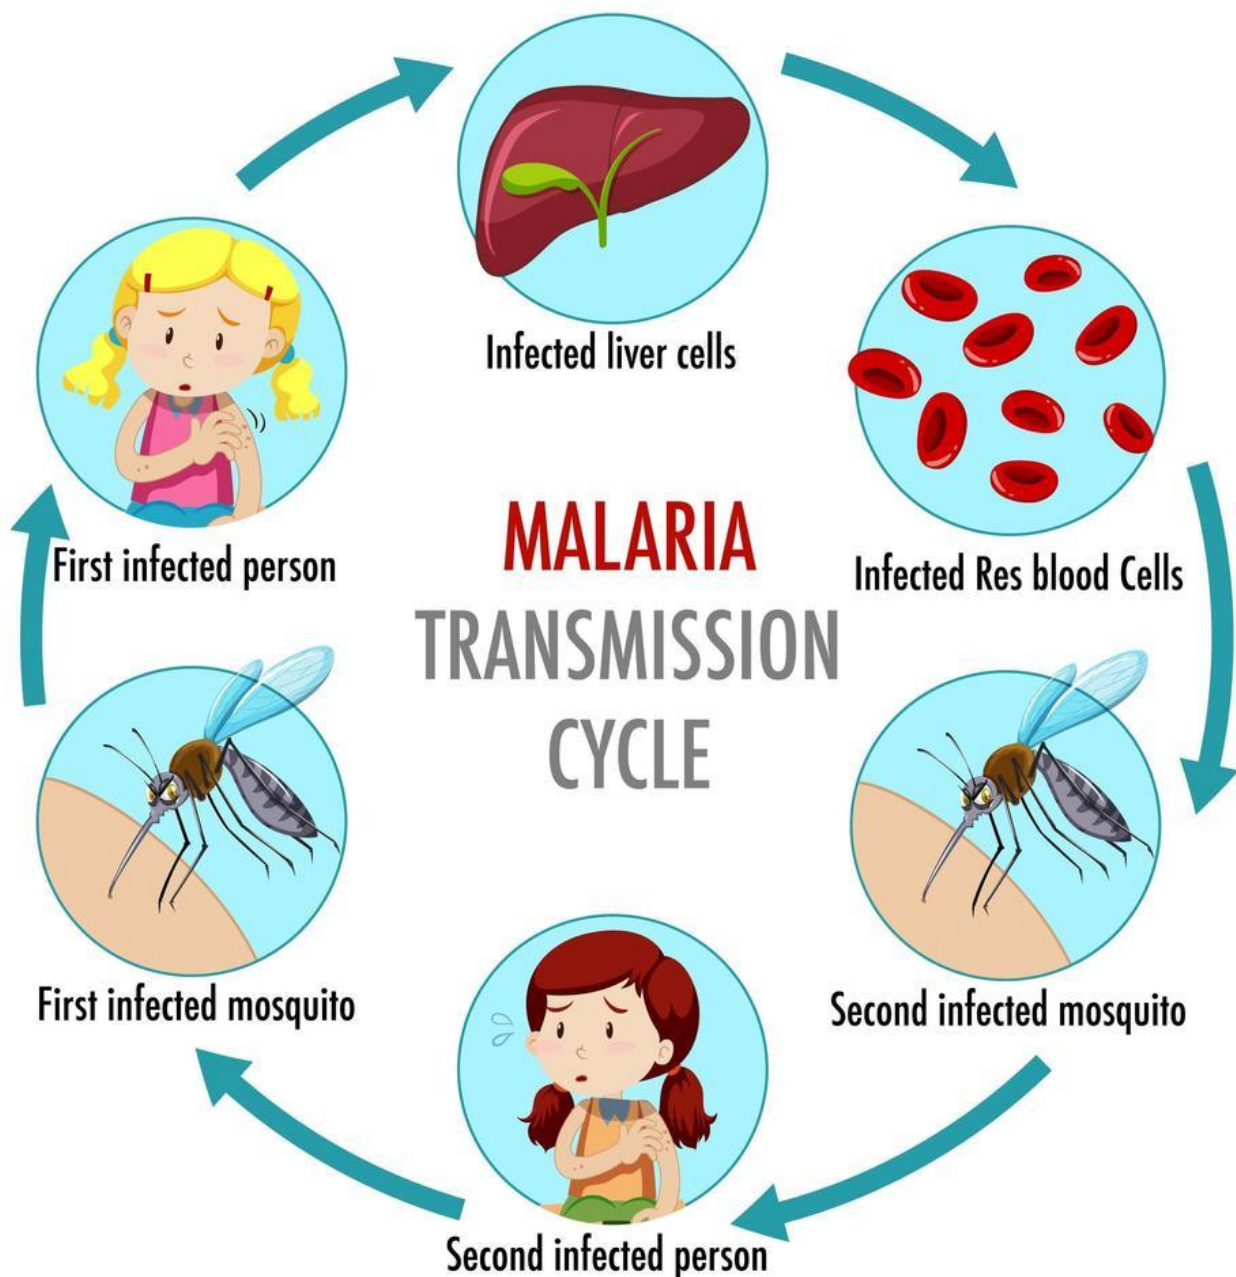 Infected liver cells
First infected person
MALARIA
TRANSMISSION
CYCLE
Infected Res blood Cells
First infected mosquito
Second infected mosquito
Second infected person